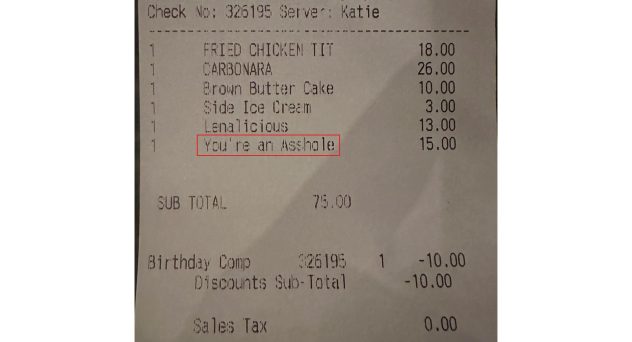 Check No: 326195 Server: Katie
1 FRIED CHICKEN TIT 18.00
1 CARBONARA 26.00
1 Brown Butter Cake 10.00
1 Side Ice Cream 3.00
1 Lenalicious 13.00
1 You're an Asshole 15.00
SUB TOTAL 75.00
Birthday Comp 326195 1 -10.00
Discounts Sub-Total -10.00
Sales Tax 0.00